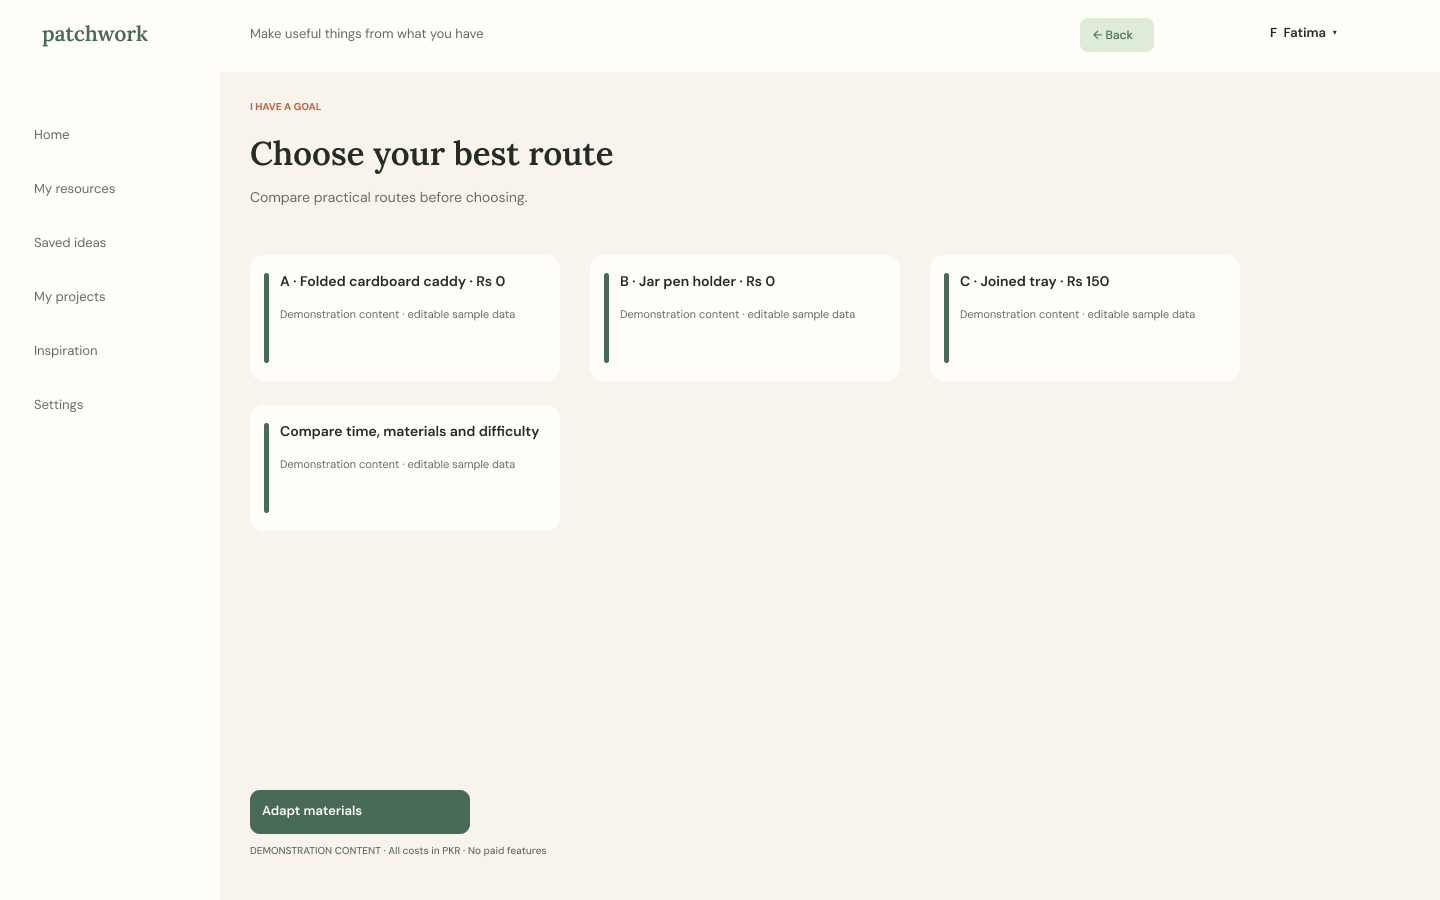 patchwork
Make useful things from what you have
← Back
F Fatima ▾
Home
My resources
Saved ideas
My projects
Inspiration
Settings
I HAVE A GOAL
Choose your best route
Compare practical routes before choosing.
A · Folded cardboard caddy · Rs 0
Demonstration content · editable sample data
B · Jar pen holder · Rs 0
Demonstration content · editable sample data
C · Joined tray · Rs 150
Demonstration content · editable sample data
Compare time, materials and difficulty
Demonstration content · editable sample data
Adapt materials
DEMONSTRATION CONTENT · All costs in PKR · No paid features